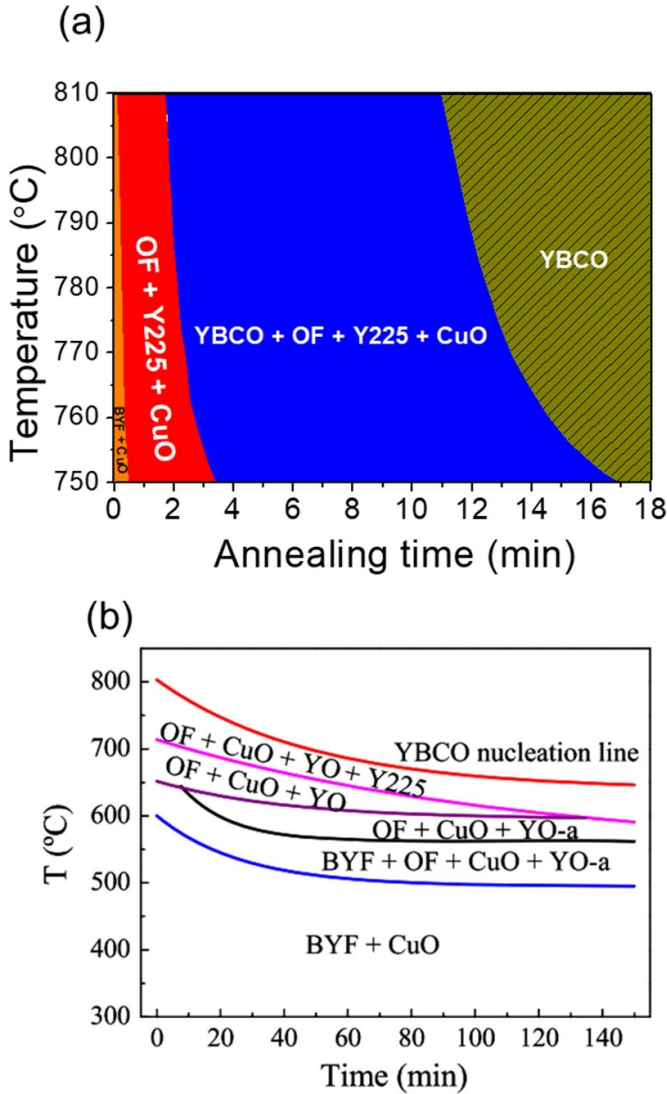 (a)
810
800
790
780
770
760
750
Temperature (°C)
BYF + CuO
OF + Y225 + CuO
YBCO + OF + Y225 + CuO
YBCO
0 2 4 6 8 10 12 14 16 18
Annealing time (min)
(b)
800
700
600
500
400
300
T (ºC)
YBCO nucleation line
OF + CuO + YO + Y225
OF + CuO + YO
OF + CuO + YO-a
BYF + OF + CuO + YO-a
BYF + CuO
0 20 40 60 80 100 120 140
Time (min)